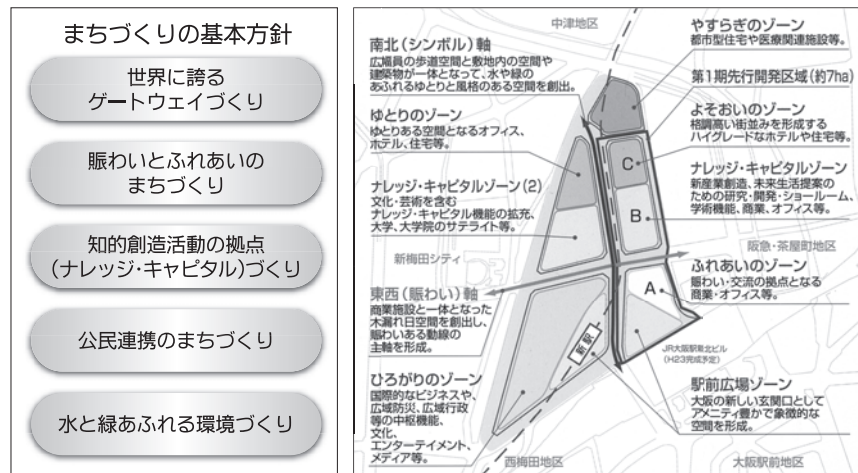 まちづくりの基本方針
世界に誇る
ゲートウェイづくり
賑わいとふれあいの
まちづくり
知的創造活動の拠点
(ナレッジ・キャピタル)づくり
公民連携のまちづくり
水と緑あふれる環境づくり
中津地区
南北(シンボル)軸
広幅員の歩道空間と敷地内の空間や
建築物が一体となって、水や緑の
あふれるゆとりと風格のある空間を創出。
ゆとりのゾーン
ゆとりある空間となるオフィス、
ホテル、住宅等。
ナレッジ・キャピタルゾーン(2)
文化・芸術を含む
ナレッジ・キャピタル機能の拡充、
大学、大学院のサテライト等。
新梅田シティ
東西(賑わい)軸
商業施設と一体となった
木漏れ日空間を創出し、
賑わいある動線の
主軸を形成。
ひろがりのゾーン
国際的なビジネスや、
広域防災、広域行政
等の中枢機能、
文化、
エンターテイメント、
メディア等。
西梅田地区
やすらぎのゾーン
都市型住宅や医療関連施設等。
第1期先行開発区域(約7ha)
よそおいのゾーン
格調高い街並みを形成する
ハイグレードなホテルや住宅等。
ナレッジ・キャピタルゾーン
新産業創造、未来生活提案の
ための研究・開発・ショールーム、
学術機能、商業、オフィス等。
阪急・茶屋町地区
ふれあいのゾーン
賑わい・交流の拠点となる
商業・オフィス等。
JR大阪駅新北ビル
(H23完成予定)
駅前広場ゾーン
大阪の新しい玄関口として
アメニティ豊かで象徴的な
空間を形成。
大阪駅前地区
C
B
A
新駅